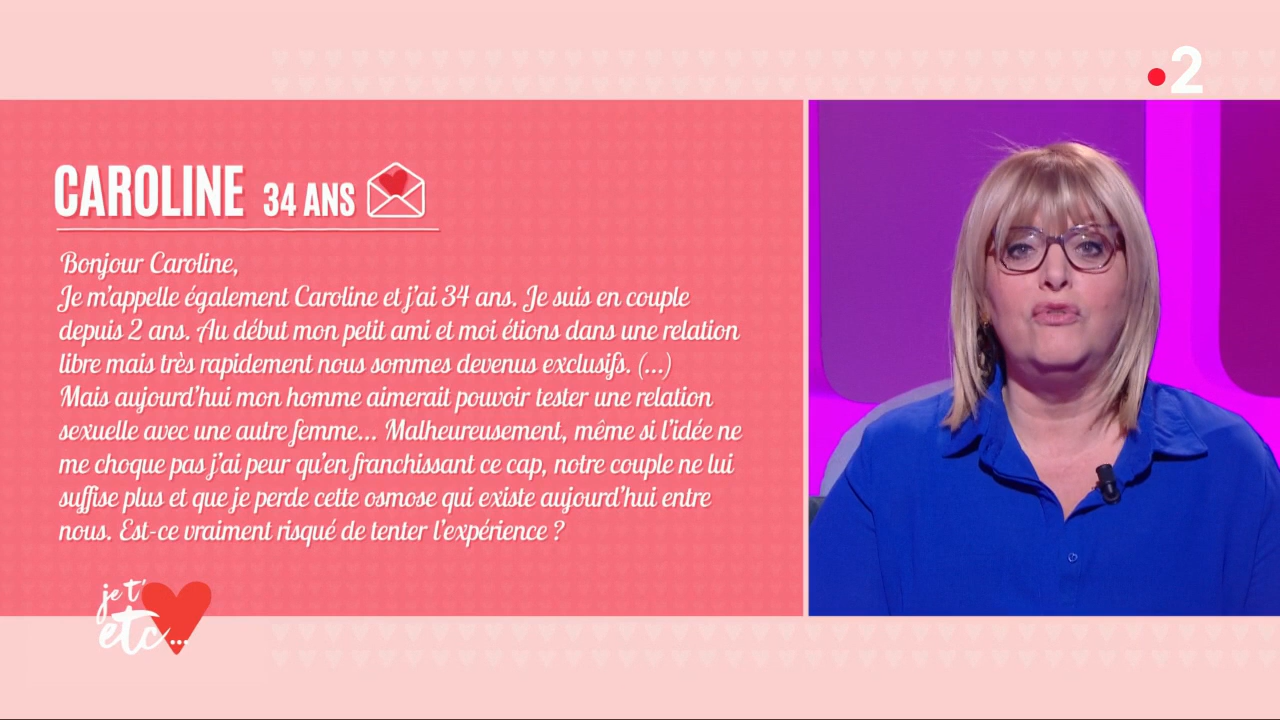 2
CAROLINE 34 ANS
Bonjour Caroline,
Je m'appelle également Caroline et j'ai 34 ans. Je suis en couple
depuis 2 ans. Au début mon petit ami et moi étions dans une relation
libre mais très rapidement nous sommes devenus exclusifs. (...)
Mais aujourd'hui mon homme aimerait pouvoir tester une relation
sexuelle avec une autre femme... Malheureusement, même si l'idée ne
me choque pas j'ai peur qu'en franchissant ce cap, notre couple ne lui
suffise plus et que je perde cette osmose qui existe aujourd'hui entre
nous. Est-ce vraiment risqué de tenter l'expérience ?
je t'
etc...